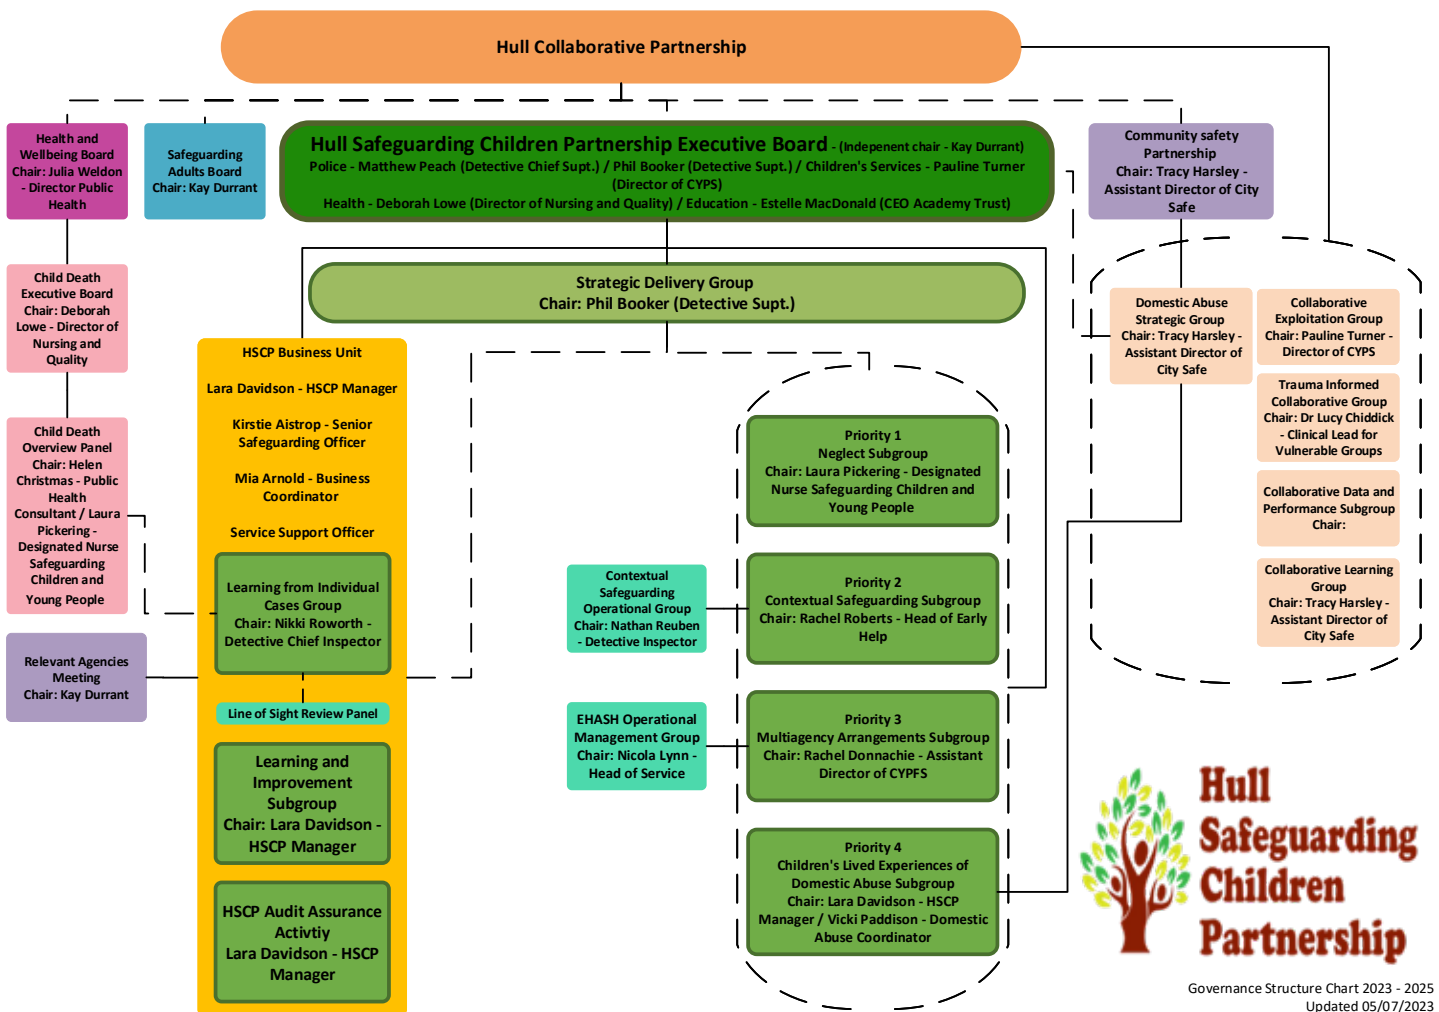 Hull Collaborative Partnership
Health and
Wellbeing Board
Chair: Julia Weldon
- Director Public
Health
Safeguarding
Adults Board
Chair: Kay Durrant
Hull Safeguarding Children Partnership Executive Board - (Indepenent chair - Kay Durrant)
Police - Matthew Peach (Detective Chief Supt.) / Phil Booker (Detective Supt.) / Children's Services - Pauline Turner
(Director of CYPS)
Health - Deborah Lowe (Director of Nursing and Quality) / Education - Estelle MacDonald (CEO Academy Trust)
Community safety
Partnership
Chair: Tracy Harsley -
Assistant Director of City
Safe
Child Death
Executive Board
Chair: Deborah
Lowe - Director of
Nursing and
Quality
Strategic Delivery Group
Chair: Phil Booker (Detective Supt.)
Domestic Abuse
Strategic Group
Chair: Tracy Harsley -
Assistant Director of
City Safe
Collaborative
Exploitation Group
Chair: Pauline Turner -
Director of CYPS
Trauma Informed
Collaborative Group
Chair: Dr Lucy Chiddick
- Clinical Lead for
Vulnerable Groups
Collaborative Data and
Performance Subgroup
Chair:
Collaborative Learning
Group
Chair: Tracy Harsley -
Assistant Director of
City Safe
Child Death
Overview Panel
Chair: Helen
Christmas - Public
Health
Consultant / Laura
Pickering -
Designated Nurse
Safeguarding
Children and
Young People
Relevant Agencies
Meeting
Chair: Kay Durrant
HSCP Business Unit
Lara Davidson - HSCP Manager
Kirstie Aistrop - Senior
Safeguarding Officer
Mia Arnold - Business
Coordinator
Service Support Officer
Learning from Individual
Cases Group
Chair: Nikki Roworth -
Detective Chief Inspector
Line of Sight Review Panel
Learning and
Improvement
Subgroup
Chair: Lara Davidson -
HSCP Manager
HSCP Audit Assurance
Activtiy
Lara Davidson - HSCP
Manager
Contextual
Safeguarding
Operational Group
Chair: Nathan Reuben
- Detective Inspector
EHASH Operational
Management Group
Chair: Nicola Lynn -
Head of Service
Priority 1
Neglect Subgroup
Chair: Laura Pickering - Designated
Nurse Safeguarding Children and
Young People
Priority 2
Contextual Safeguarding Subgroup
Chair: Rachel Roberts - Head of Early
Help
Priority 3
Multiagency Arrangements Subgroup
Chair: Rachel Donnachie - Assistant
Director of CYPFS
Priority 4
Children's Lived Experiences of
Domestic Abuse Subgroup
Chair: Lara Davidson - HSCP
Manager / Vicki Paddison - Domestic
Abuse Coordinator
Hull
Safeguarding
Children
Partnership
Governance Structure Chart 2023 - 2025
Updated 05/07/2023